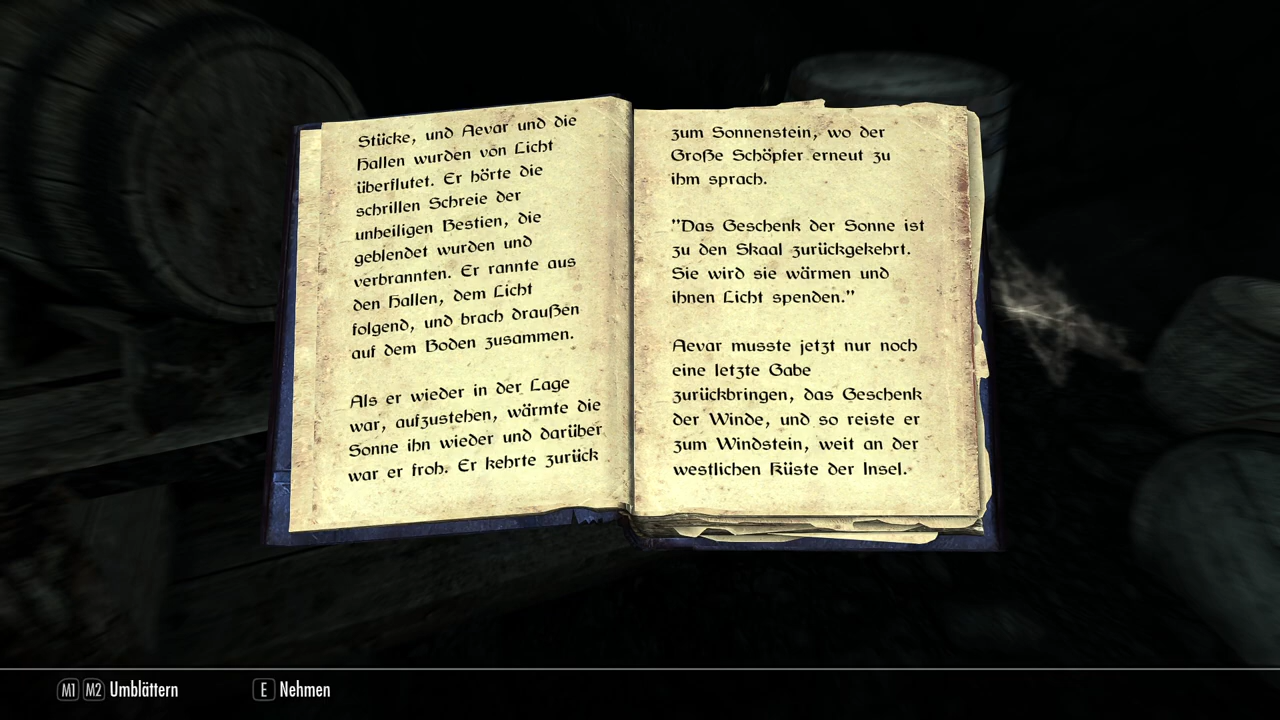 Stücke, und Aevar und die
Hallen wurden von Licht
überflutet. Er hörte die
schrillen Schreie der
unheiligen Bestien, die
geblendet wurden und
verbrannten. Er rannte aus
den Hallen, dem Licht
folgend, und brach draußen
auf dem Boden zusammen.
Als er wieder in der Lage
war, aufzustehen, wärmte die
Sonne ihn wieder und darüber
war er froh. Er kehrte zurück
zum Sonnenstein, wo der
Große Schöpfer erneut zu
ihm sprach.
"Das Geschenk der Sonne ist
zu den Skaal zurückgekehrt.
Sie wird sie wärmen und
ihnen Licht spenden."
Aevar musste jetzt nur noch
eine letzte Gabe
zurückbringen, das Geschenk
der Winde, und so reiste er
zum Windstein, weit an der
westlichen Küste der Insel.
M1 M2 Umblättern E Nehmen